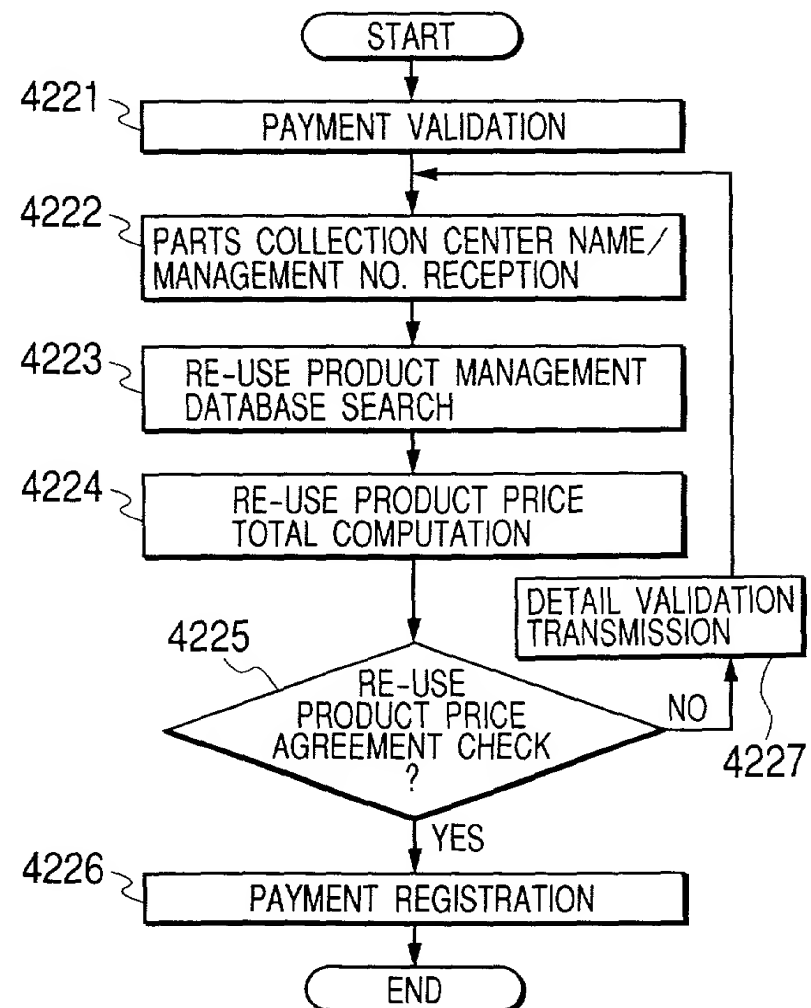 START
4221
PAYMENT VALIDATION
4222
PARTS COLLECTION CENTER NAME/
MANAGEMENT NO. RECEPTION
4223
RE-USE PRODUCT MANAGEMENT
DATABASE SEARCH
4224
RE-USE PRODUCT PRICE
TOTAL COMPUTATION
DETAIL VALIDATION
TRANSMISSION
4225
RE-USE
PRODUCT PRICE
AGREEMENT CHECK
?
NO
4227
YES
4226
PAYMENT REGISTRATION
END